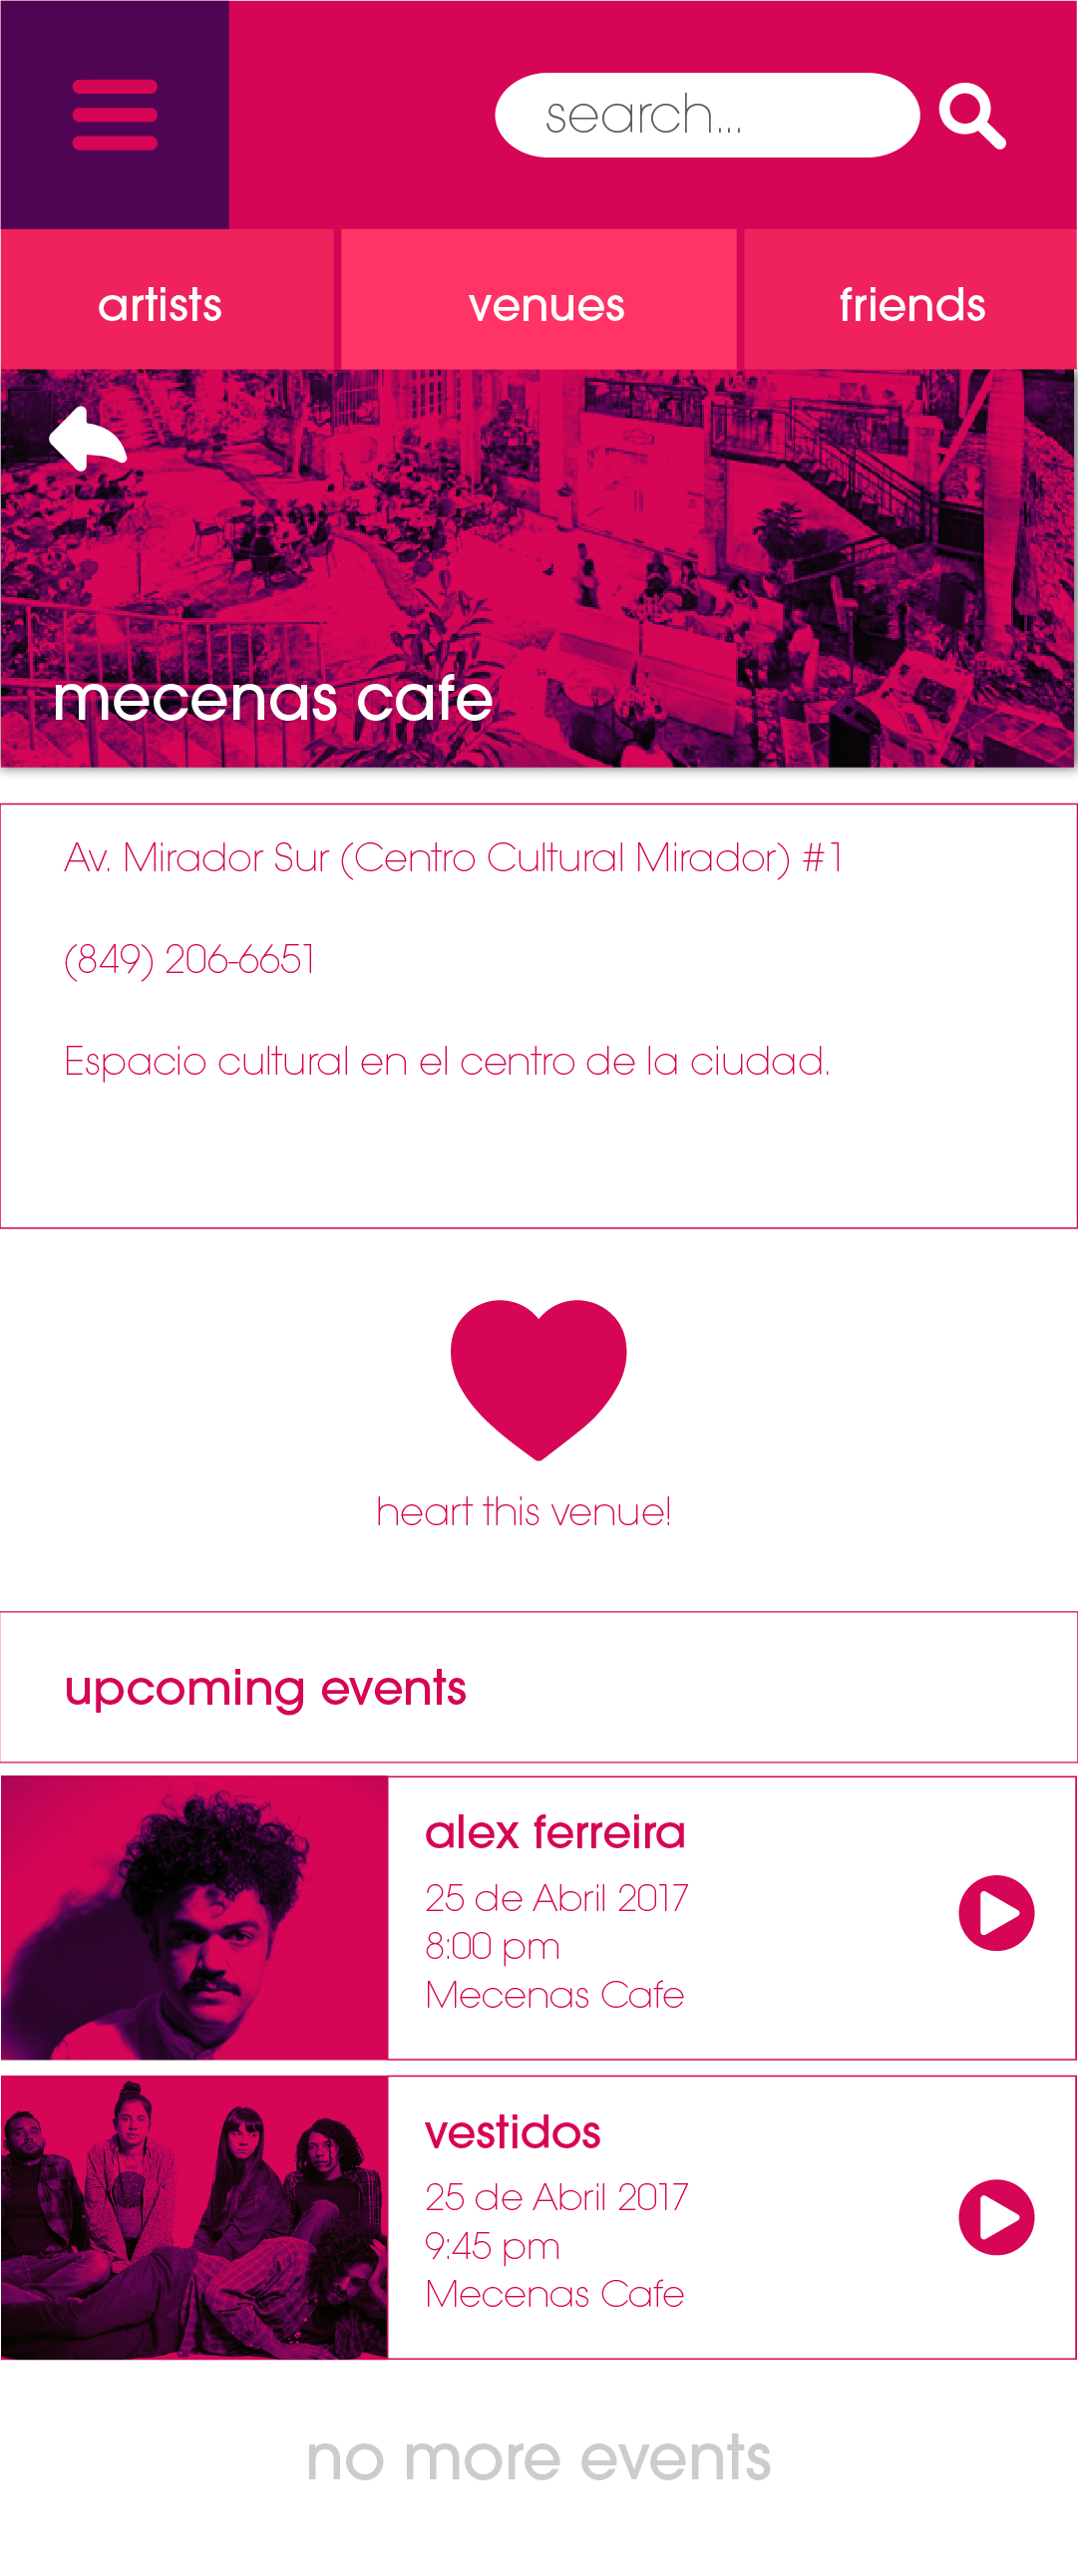 search...
artists
venues
friends
mecenas cafe
Av. Mirador Sur (Centro Cultural Mirador) #1
(849) 206-6651
Espacio cultural en el centro de la ciudad.
heart this venue!
upcoming events
alex ferreira
25 de Abril 2017
8:00 pm
Mecenas Cafe
vestidos
25 de Abril 2017
9:45 pm
Mecenas Cafe
no more events